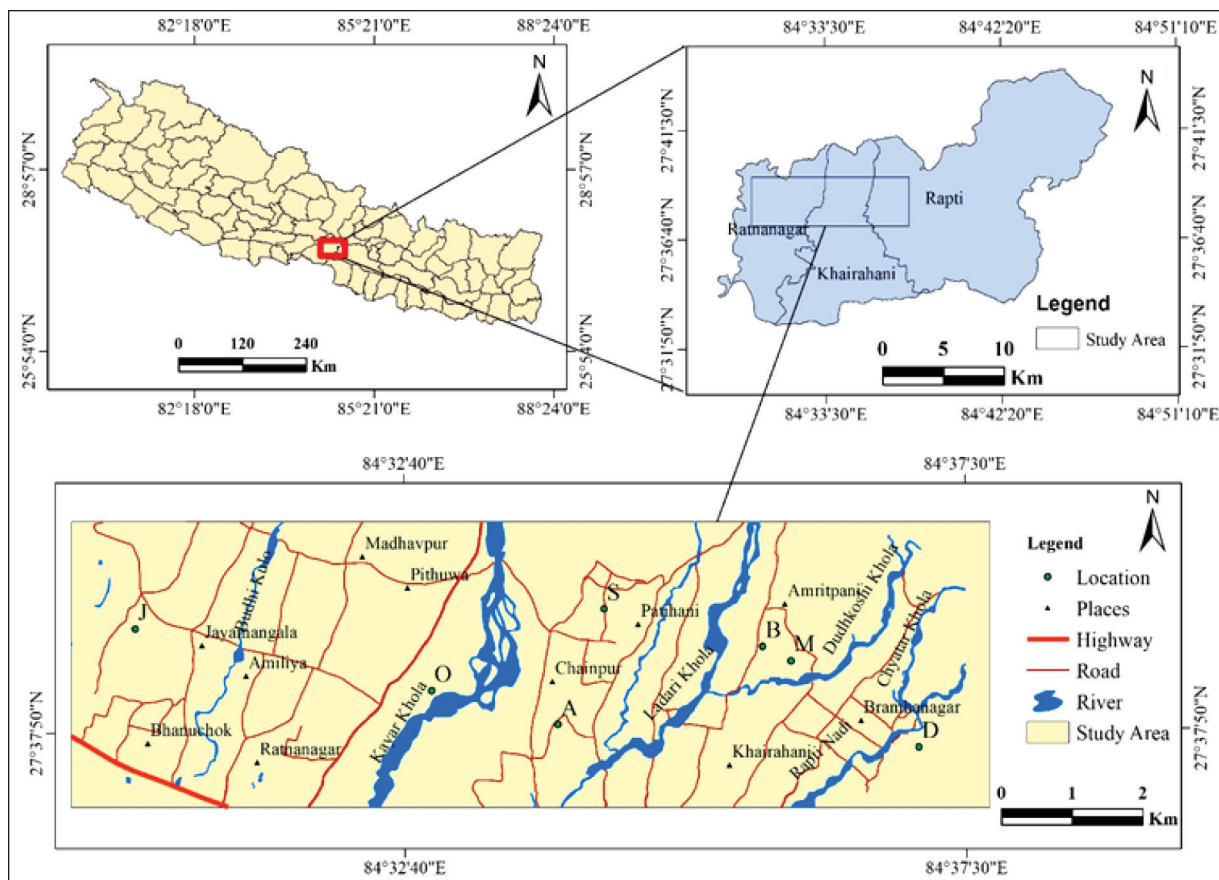 82°18'0"E 85°21'0"E 88°24'0"E
28°57'0"N
25°54'0"N
N
0 120 240
Km
28°57'0"N
25°54'0"N
82°18'0"E 85°21'0"E 88°24'0"E
84°33'30"E 84°42'20"E 84°51'10"E
27°41'30"N
27°36'40"N
27°31'50"N
N
Rapti
Ratnanagar
Khairahani
Legend
Study Area
0 5 10
Km
27°41'30"N
27°36'40"N
27°31'50"N
84°33'30"E 84°42'20"E 84°51'10"E
84°32'40"E 84°37'30"E
27°37'50"N
Madhavpur
Pithuwa
Budhi Kulo
J
Jayamangala
Amiliya
Bhanuchok
Ratnanagar
O
Kayar Khola
S
Parihani
Chainpur
A
Ladari Khola
Amritpani
B
M
Dudhkoshi Khola
Chyatar Khola
Bramhanagar
D
Khairahani
Rapti Nadi
N
Legend
Location
Places
Highway
Road
River
Study Area
0 1 2
Km
27°37'50"N
84°32'40"E 84°37'30"E